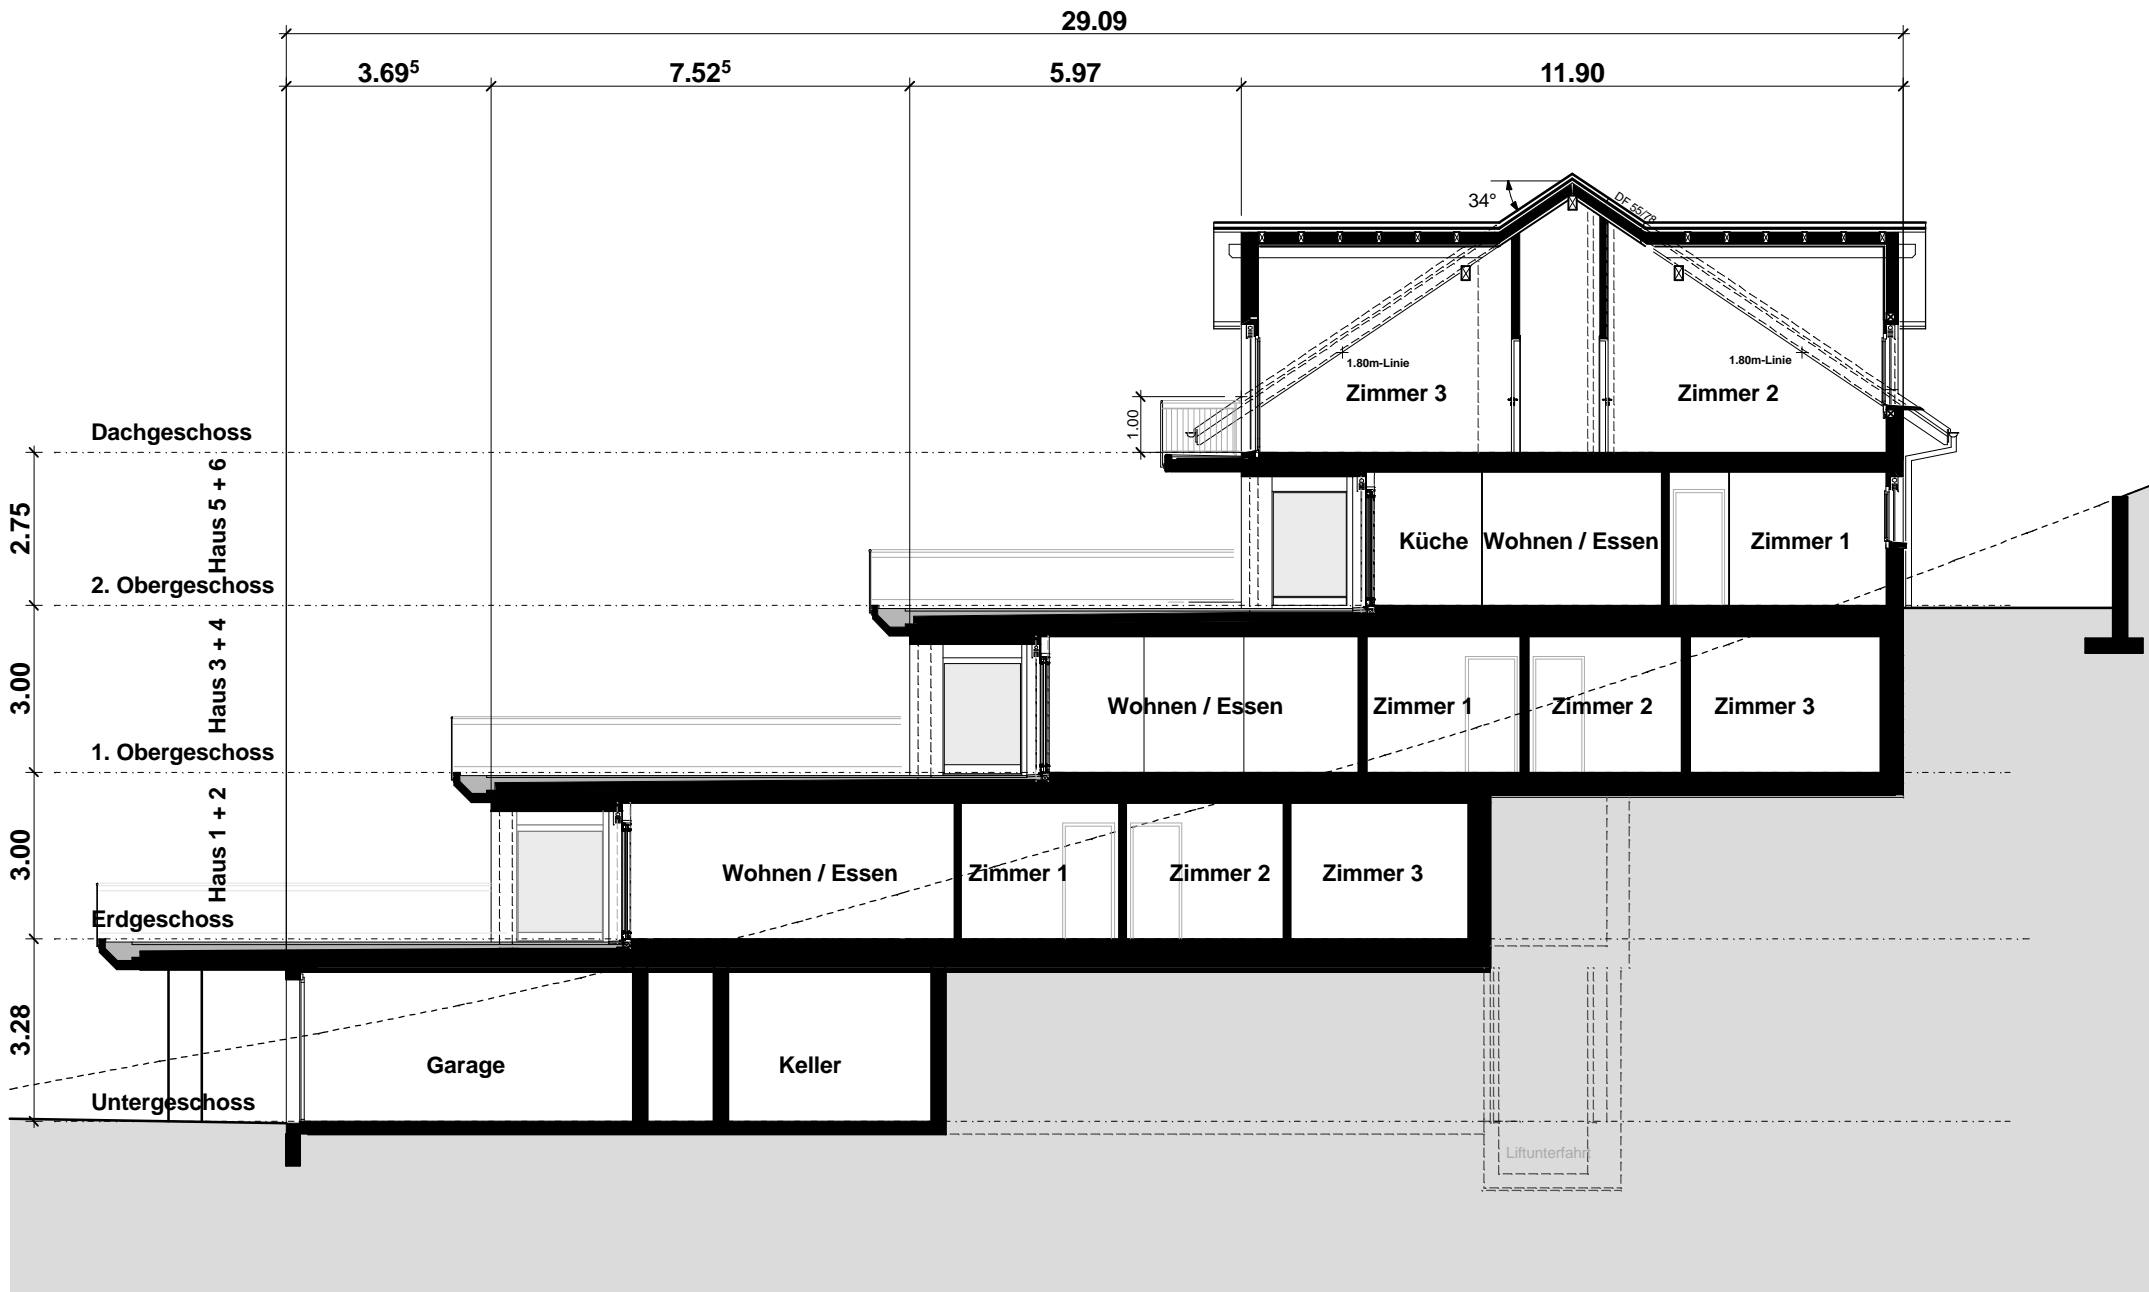 29.09
3.69⁵ 7.52⁵ 5.97 11.90
34°
DF 55/78
1.80m-Linie 1.80m-Linie
Zimmer 3 Zimmer 2
1.00
Dachgeschoss
2.75
Haus 5 + 6
Küche Wohnen / Essen Zimmer 1
2. Obergeschoss
3.00
Haus 3 + 4
Wohnen / Essen Zimmer 1 Zimmer 2 Zimmer 3
1. Obergeschoss
3.00
Haus 1 + 2
Wohnen / Essen Zimmer 1 Zimmer 2 Zimmer 3
Erdgeschoss
3.28
Garage Keller
Untergeschoss
Liftunterfahrt